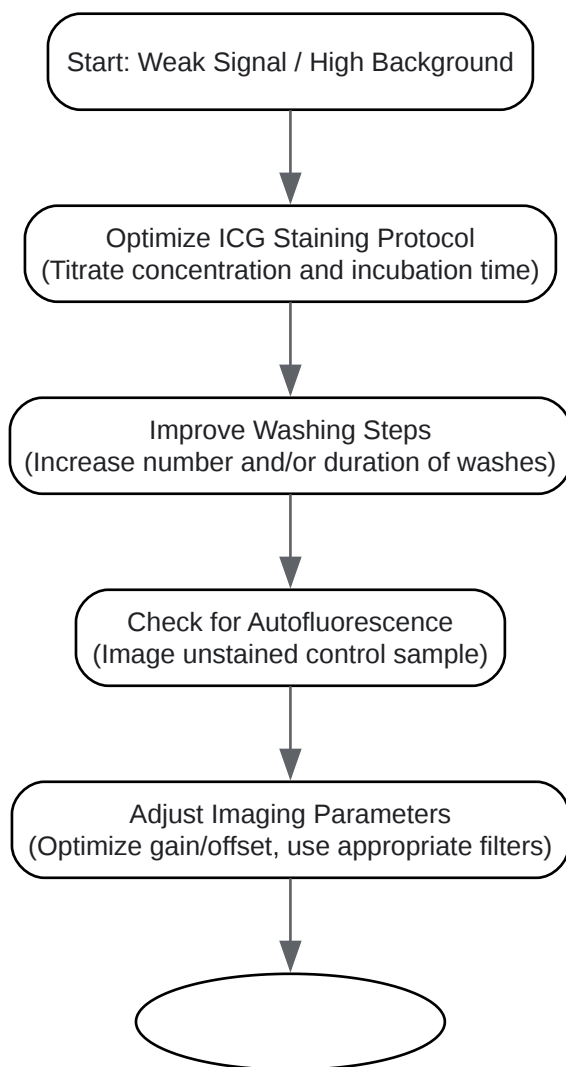 Start: Weak Signal / High Background
Optimize ICG Staining Protocol
(Titrate concentration and incubation time)
Improve Washing Steps
(Increase number and/or duration of washes)
Check for Autofluorescence
(Image unstained control sample)
Adjust Imaging Parameters
(Optimize gain/offset, use appropriate filters)